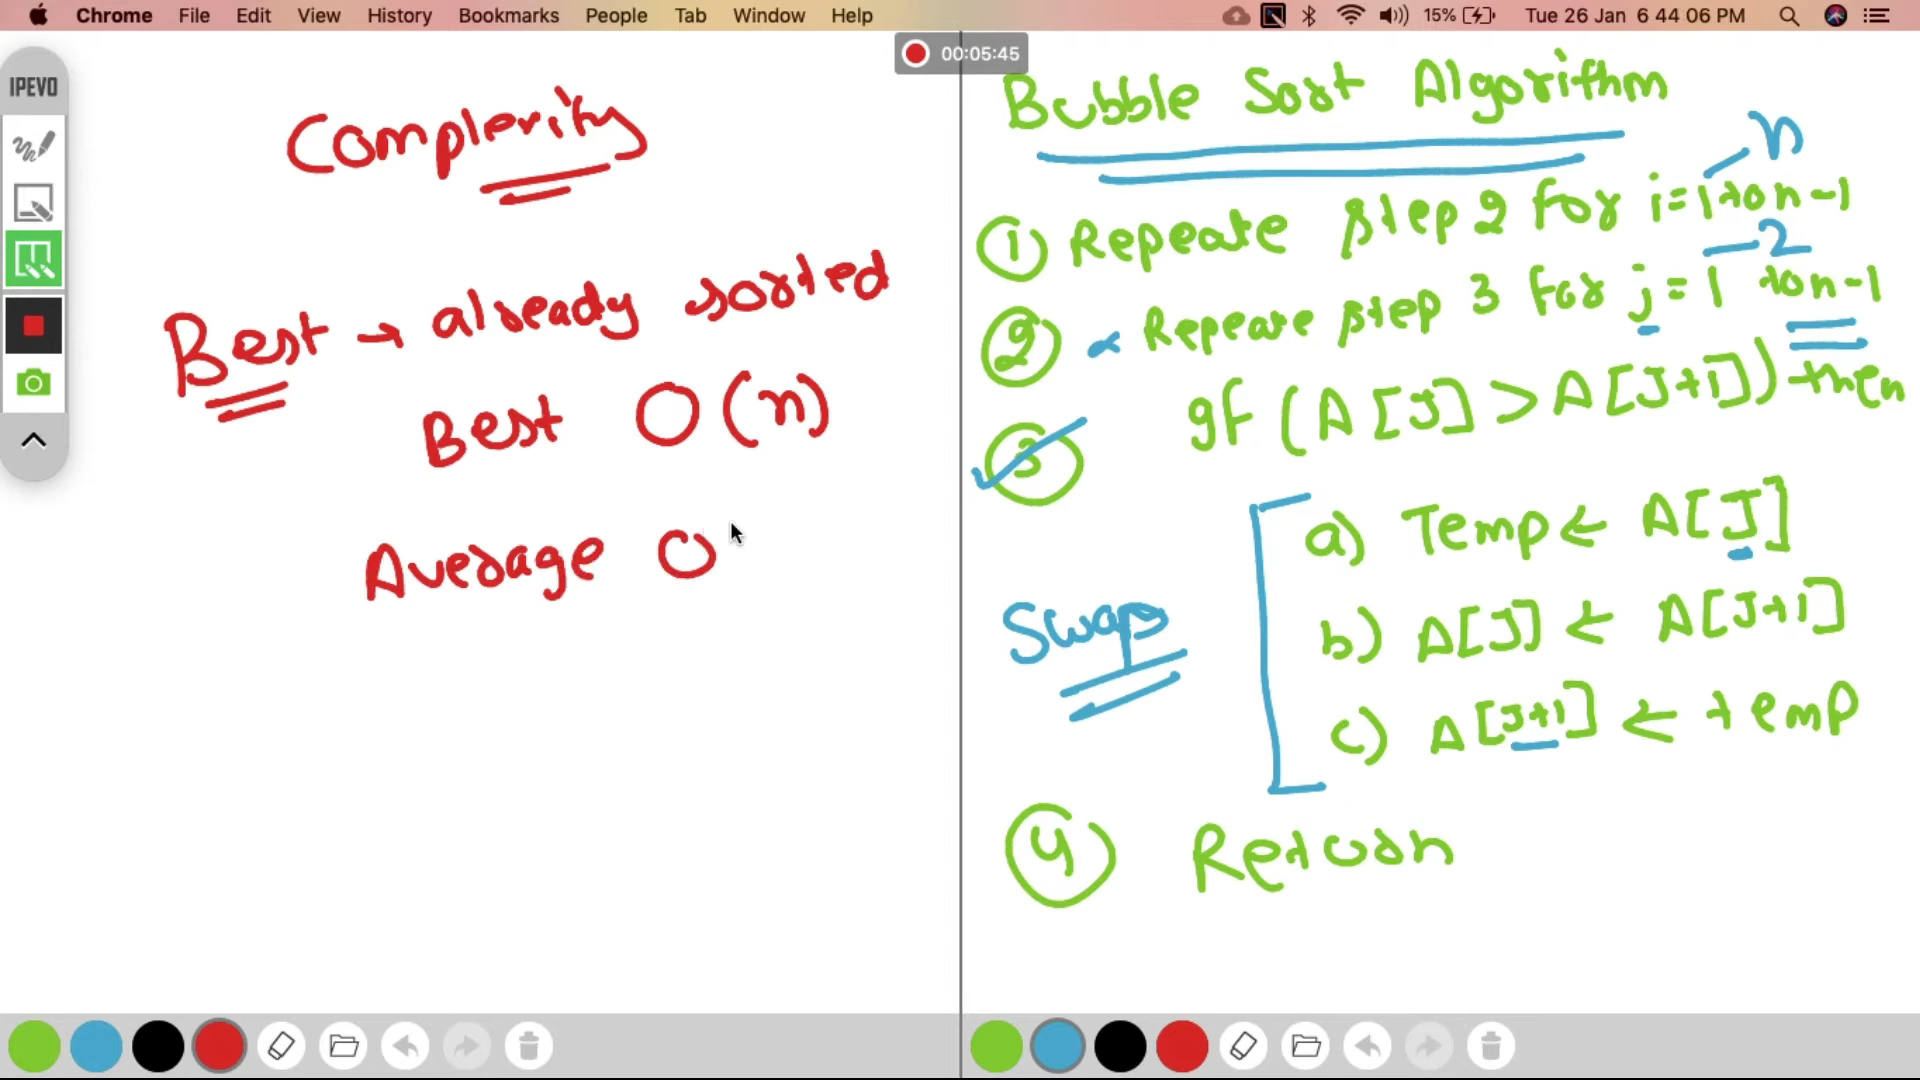 Chrome File Edit View History Bookmarks People Tab Window Help 15% Tue 26 Jan 6 44 06 PM
00:05:45
IPEVO
Complexity
Best → already sorted
Best O(n)
Average O
Bubble Sort Algorithm
n
① Repeate step 2 for i=1 to n-1
2
② Repeate step 3 for j=1 to n-1
③ If (A[J] > A[J+1]) then
a) Temp ← A[J]
Swap
b) A[J] ← A[J+1]
c) A[J+1] ← temp
④ Return